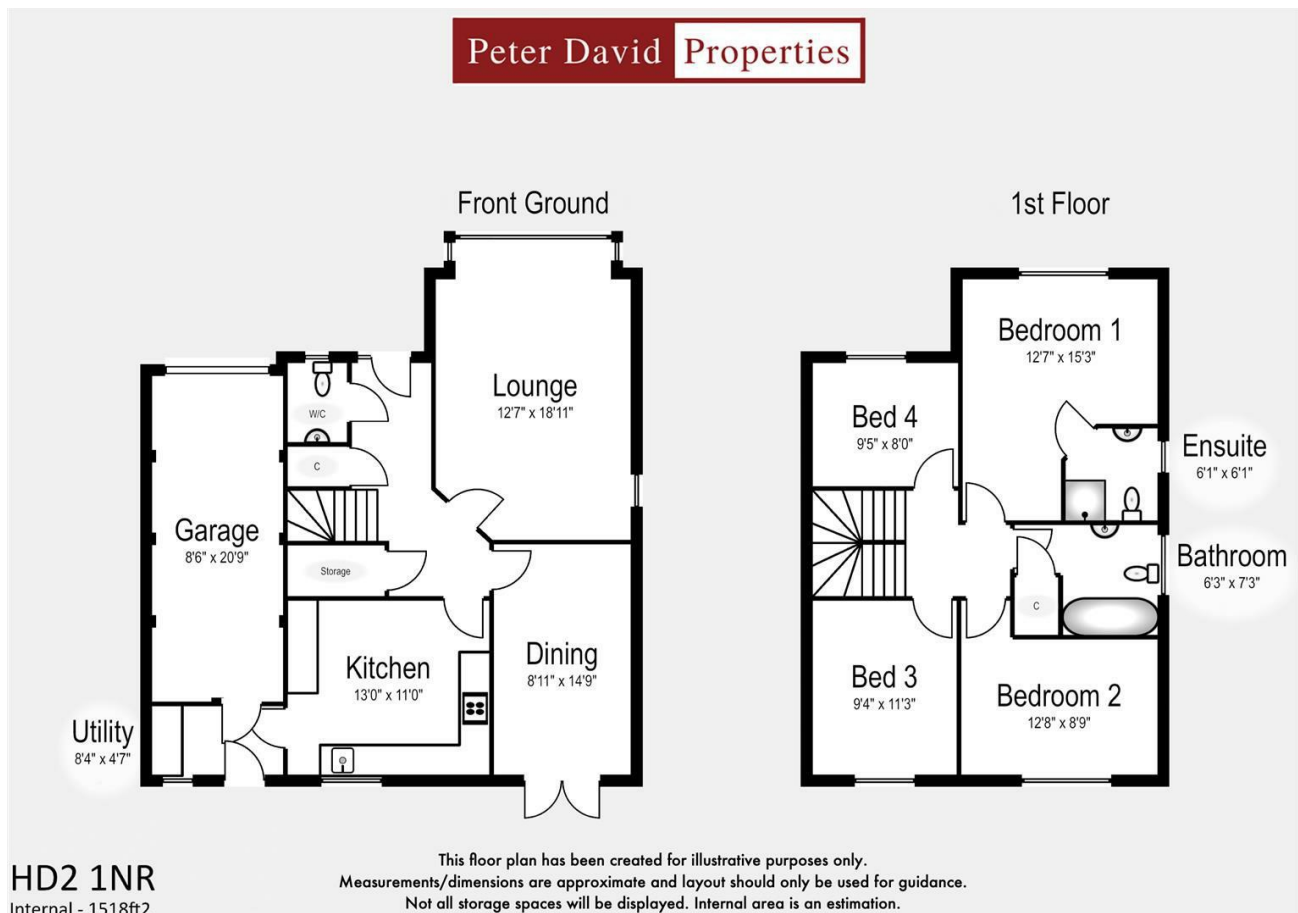 Peter David Properties
Front Ground
1st Floor
Lounge
12'7" x 18'11"
W/C
C
Garage
8'6" x 20'9"
Storage
Kitchen
13'0" x 11'0"
Dining
8'11" x 14'9"
Utility
8'4" x 4'7"
Bedroom 1
12'7" x 15'3"
Bed 4
9'5" x 8'0"
Ensuite
6'1" x 6'1"
Bathroom
6'3" x 7'3"
C
Bed 3
9'4" x 11'3"
Bedroom 2
12'8" x 8'9"
HD2 1NR
Internal - 1518ft2
This floor plan has been created for illustrative purposes only.
Measurements/dimensions are approximate and layout should only be used for guidance.
Not all storage spaces will be displayed. Internal area is an estimation.